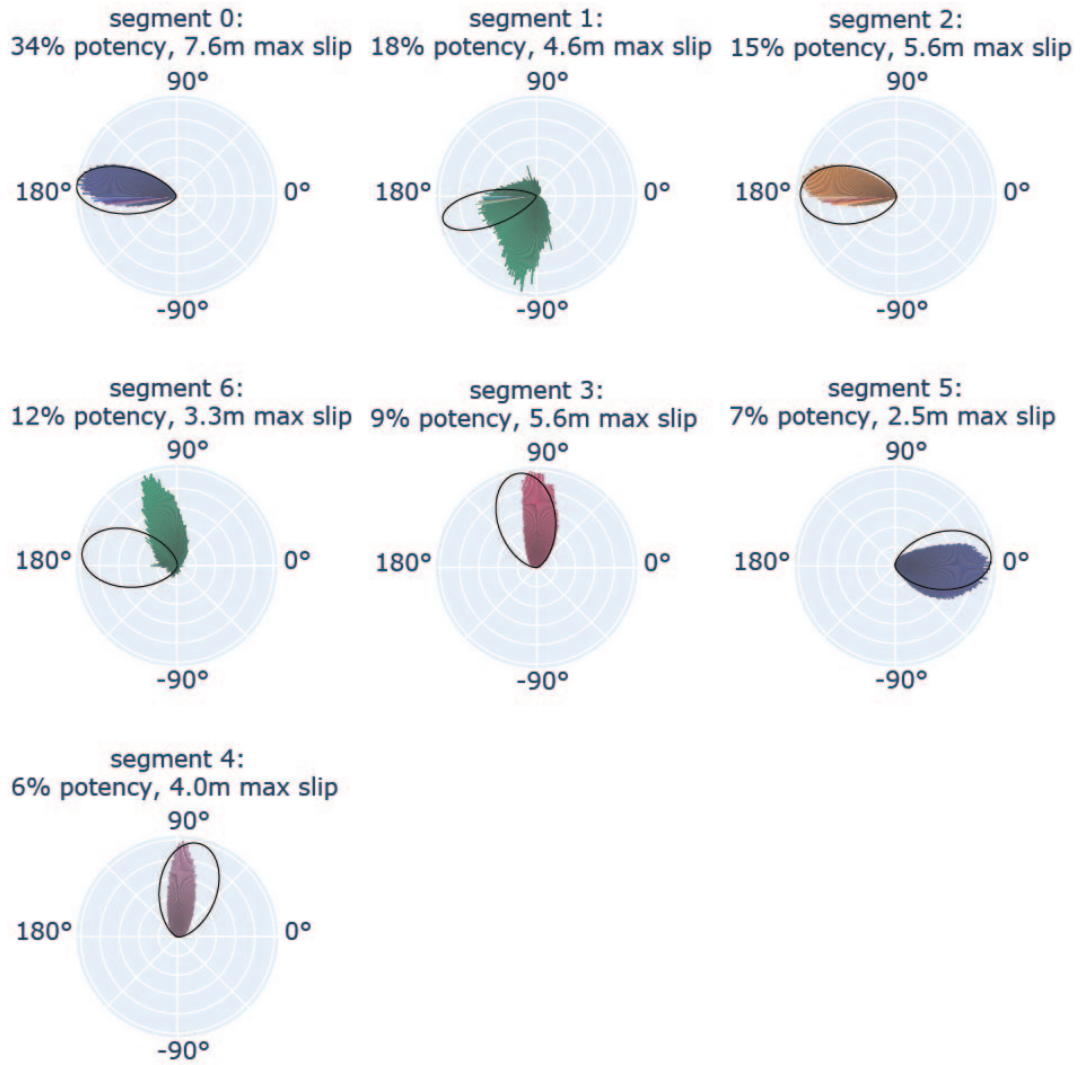 segment 0:
34% potency, 7.6m max slip
90°
180°
0°
-90°
segment 1:
18% potency, 4.6m max slip
90°
180°
0°
-90°
segment 2:
15% potency, 5.6m max slip
90°
180°
0°
-90°
segment 6:
12% potency, 3.3m max slip
90°
180°
0°
-90°
segment 3:
9% potency, 5.6m max slip
90°
180°
0°
-90°
segment 5:
7% potency, 2.5m max slip
90°
180°
0°
-90°
segment 4:
6% potency, 4.0m max slip
90°
180°
0°
-90°